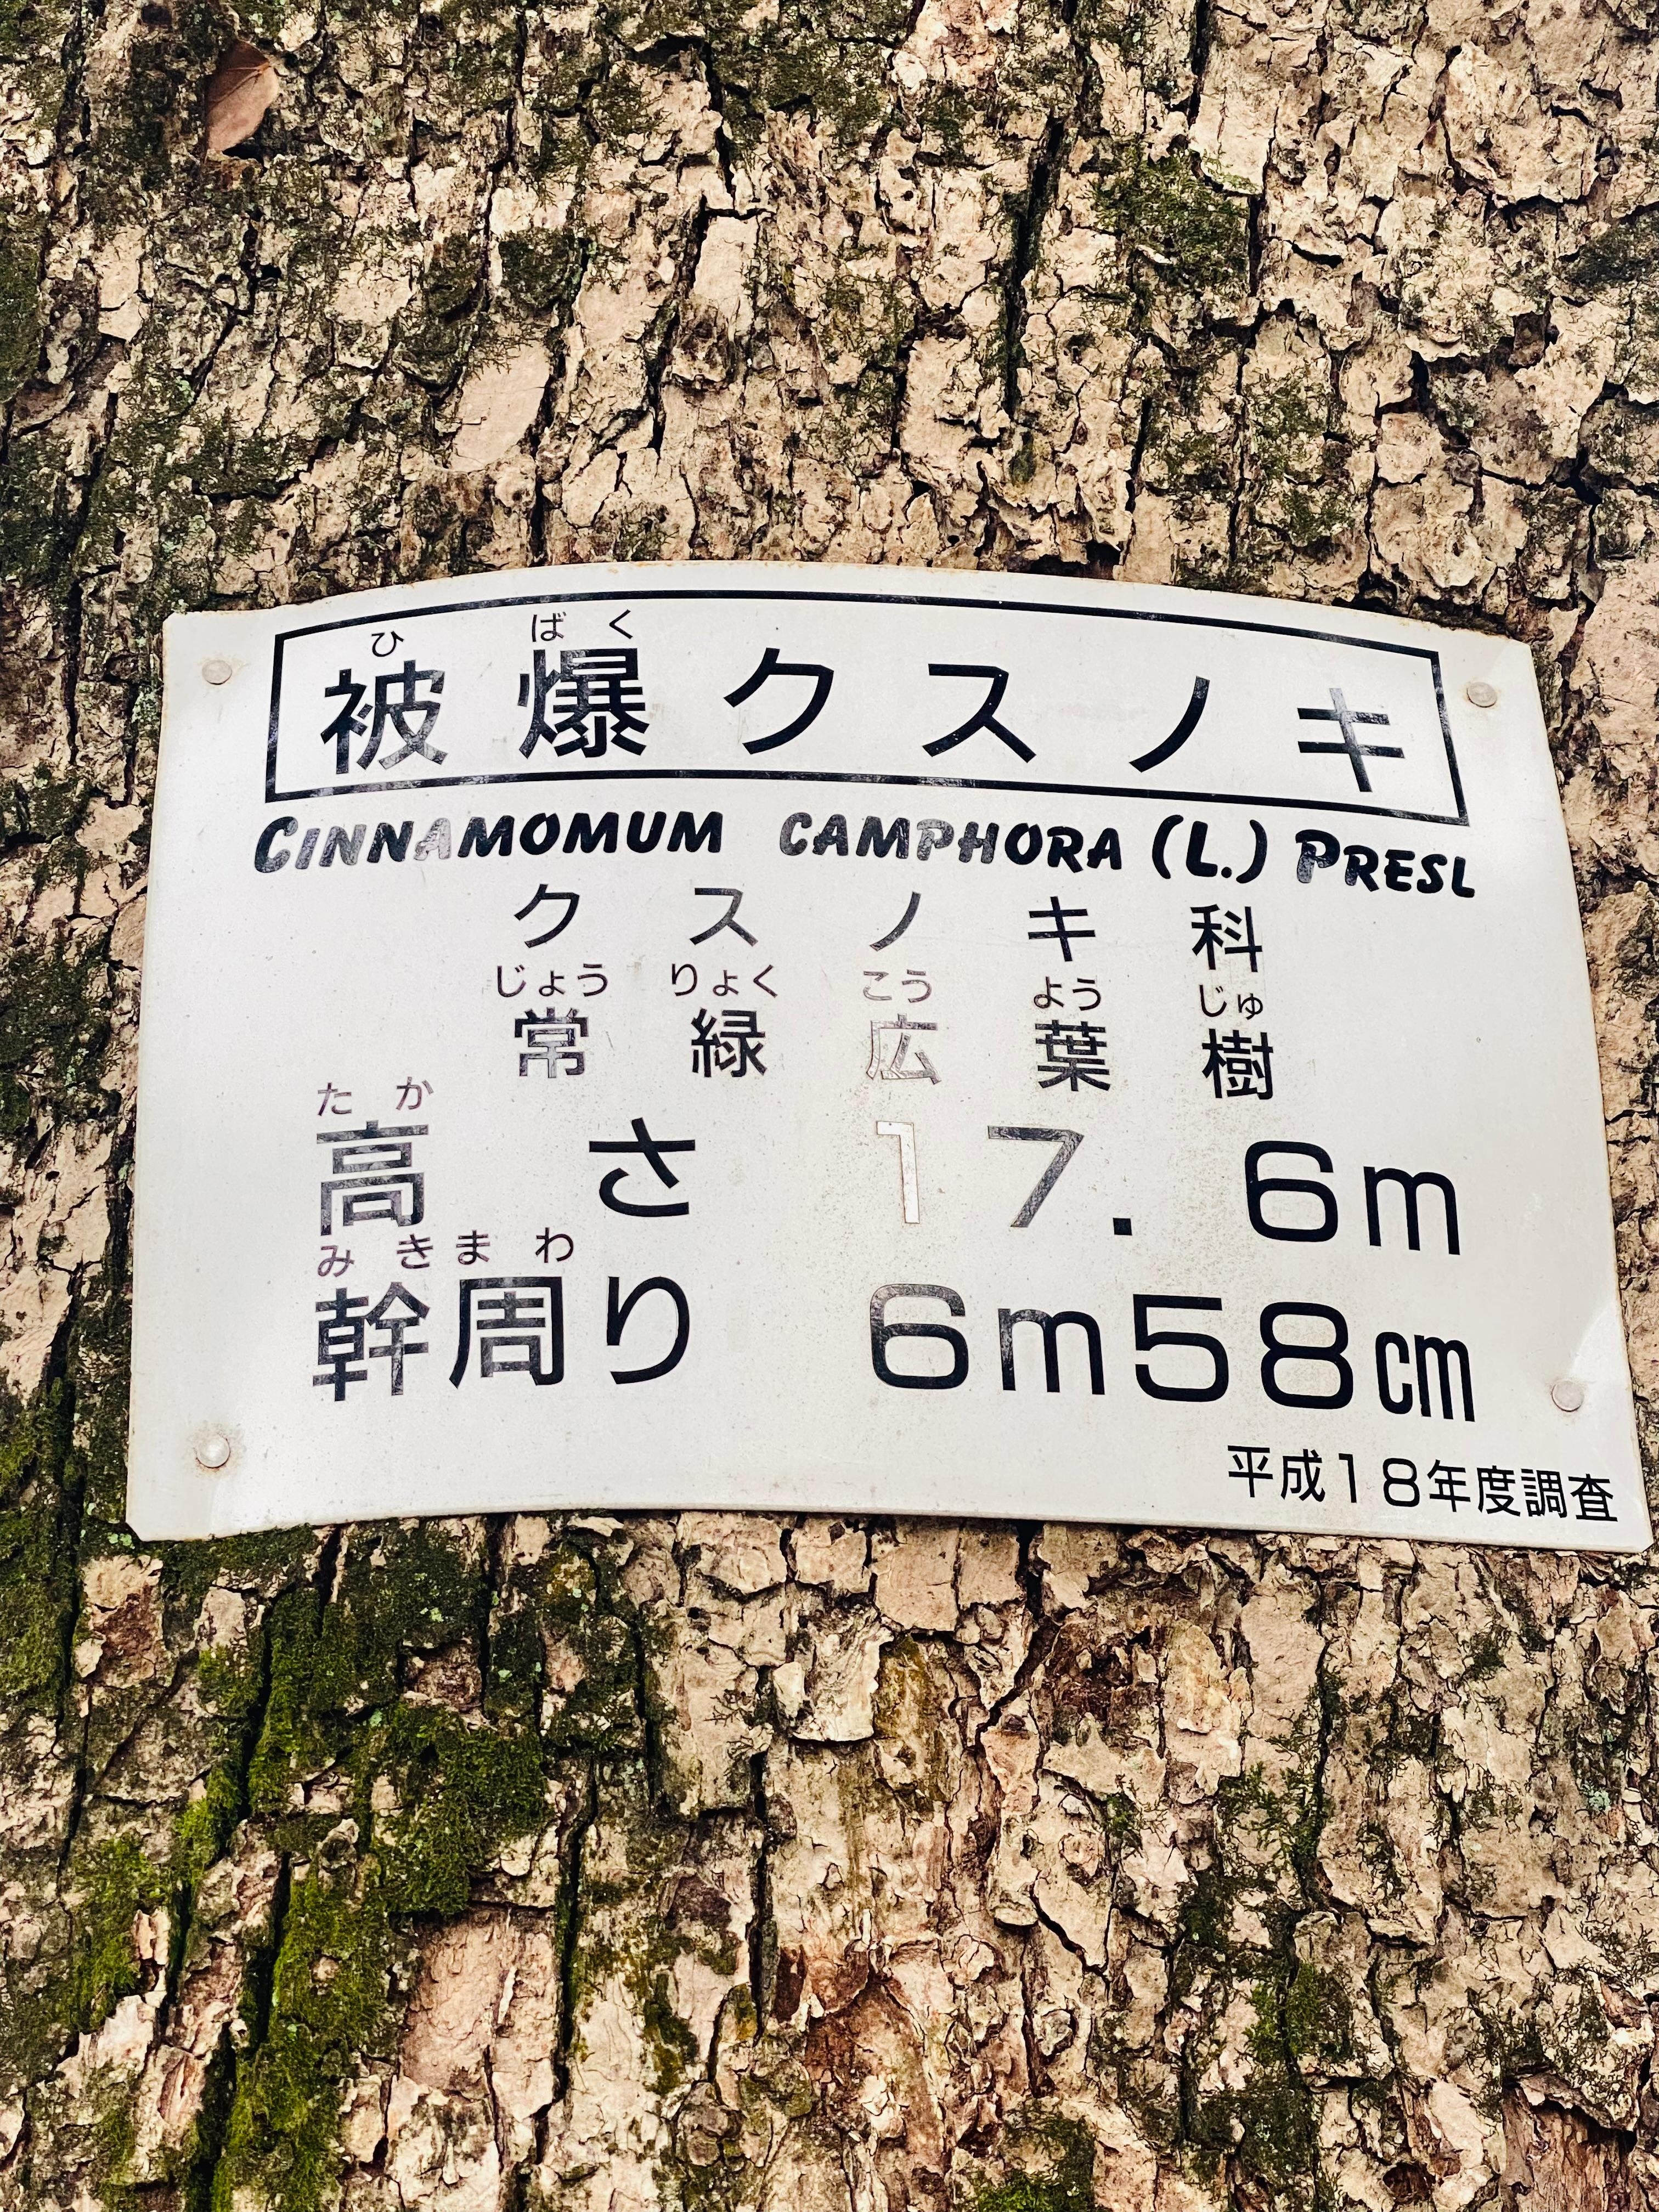 ひ ばく
被爆クスノキ
CINNAMOMUM CAMPHORA (L.) PRESL
クスノキ科
じょう りょく こう よう じゅ
常緑広葉樹
たか
高さ 17.6m
みきまわ
幹周り 6m58cm
平成18年度調査